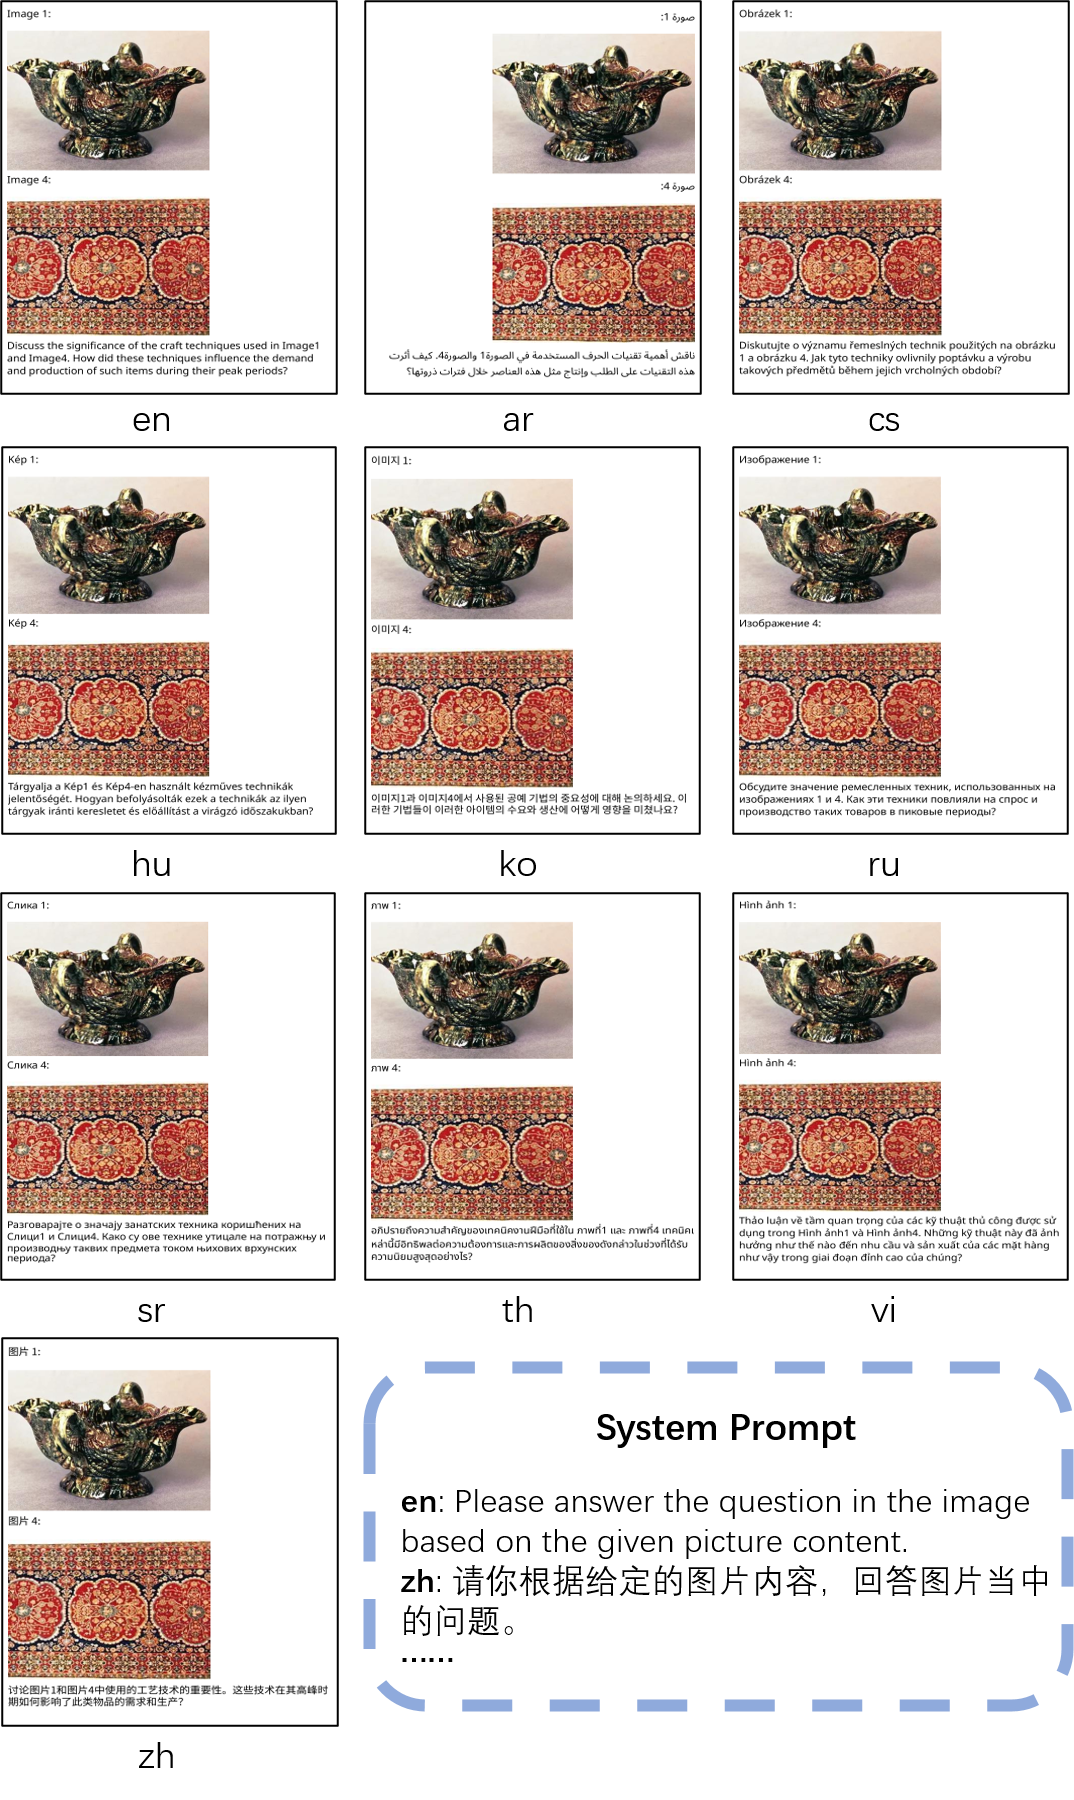 Image 1:
Image 4:
Discuss the significance of the craft techniques used in Image1
and Image4. How did these techniques influence the demand
and production of such items during their peak periods?
en
صورة 1:
صورة 4:
ناقش أهمية تقنيات الحرف المستخدمة في الصورة1 والصورة4. كيف أثرت
هذه التقنيات على الطلب وإنتاج مثل هذه العناصر خلال فترات ذروتها؟
ar
Obrázek 1:
Obrázek 4:
Diskutujte o významu řemeslných technik použitých na obrázku
1 a obrázku 4. Jak tyto techniky ovlivnily poptávku a výrobu
takových předmětů během jejich vrcholných období?
cs
Kép 1:
Kép 4:
Tárgyalja a Kép1 és Kép4-en használt kézműves technikák
jelentőségét. Hogyan befolyásolták ezek a technikák az ilyen
tárgyak iránti keresletet és előállítást a virágzó időszakukban?
hu
이미지 1:
이미지 4:
이미지1과 이미지4에서 사용된 공예 기법의 중요성에 대해 논의하세요. 이
러한 기법들이 이러한 아이템의 수요와 생산에 어떻게 영향을 미쳤나요?
ko
Изображение 1:
Изображение 4:
Обсудите значение ремесленных техник, использованных на
изображениях 1 и 4. Как эти техники повлияли на спрос и
производство таких товаров в пиковые периоды?
ru
Слика 1:
Слика 4:
Разговарајте о значају занатских техника коришћених на
Слици1 и Слици4. Како су ове технике утицале на потражњу и
производњу таквих предмета током њихових врхунских
периода?
sr
ภาพ 1:
ภาพ 4:
อภิปรายถึงความสำคัญของเทคนิคงานฝีมือที่ใช้ใน ภาพที่1 และ ภาพที่4 เทคนิคเ
หล่านี้มีอิทธิพลต่อความต้องการและการผลิตของสิ่งของดังกล่าวในช่วงที่ได้รับ
ความนิยมสูงสุดอย่างไร?
th
Hình ảnh 1:
Hình ảnh 4:
Thảo luận về tầm quan trọng của các kỹ thuật thủ công được sử
dụng trong Hình ảnh1 và Hình ảnh4. Những kỹ thuật này đã ảnh
hưởng như thế nào đến nhu cầu và sản xuất của các mặt hàng
như vậy trong giai đoạn đỉnh cao của chúng?
vi
图片 1:
图片 4:
讨论图片1和图片4中使用的工艺技术的重要性。这些技术在其高峰时
期如何影响了此类物品的需求和生产?
zh
System Prompt
en: Please answer the question in the image
based on the given picture content.
zh: 请你根据给定的图片内容，回答图片当中
的问题。
......